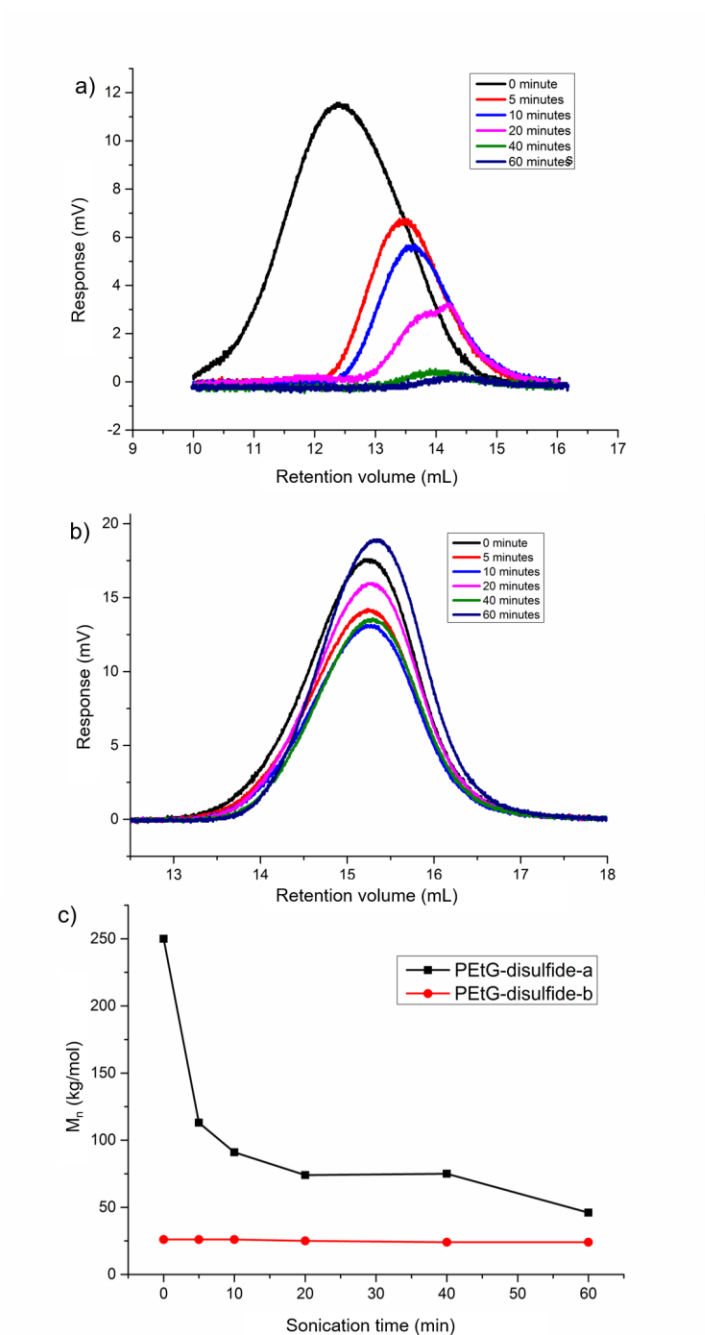 a)
12
10
8
6
4
2
0
-2
Response (mV)
0 minute
5 minutes
10 minutes
20 minutes
40 minutes
60 minutes
s
9 10 11 12 13 14 15 16 17
Retention volume (mL)
b)
20
15
10
5
0
Response (mV)
0 minute
5 minutes
10 minutes
20 minutes
40 minutes
60 minutes
13 14 15 16 17 18
Retention volume (mL)
c)
250
200
150
100
50
0
Mn (kg/mol)
PEtG-disulfide-a
PEtG-disulfide-b
0 10 20 30 40 50 60
Sonication time (min)